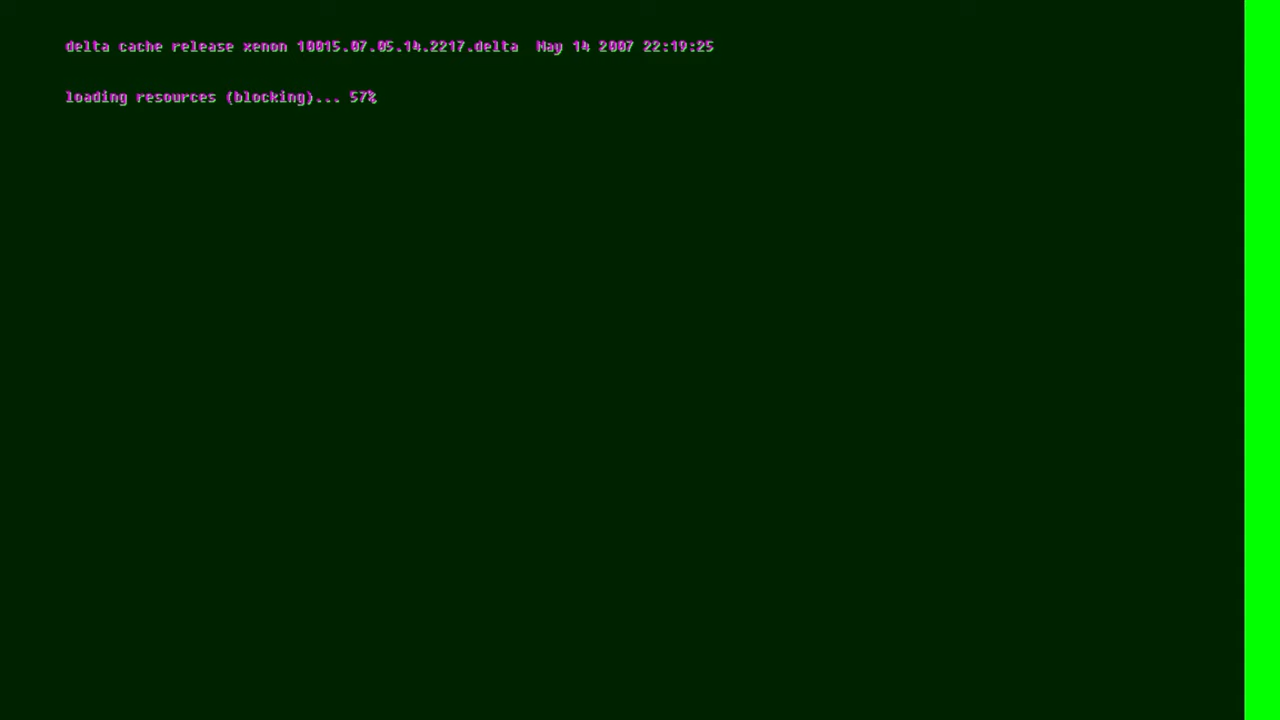 delta cache release xenon 10015.07.05.14.2217.delta  May 14 2007 22:19:25
loading resources (blocking)... 57%